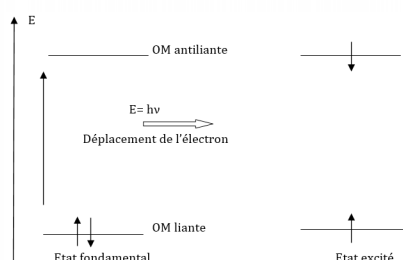 E
OM antiliante
E= hν
Déplacement de l'électron
OM liante
Etat fondamental
Etat excité